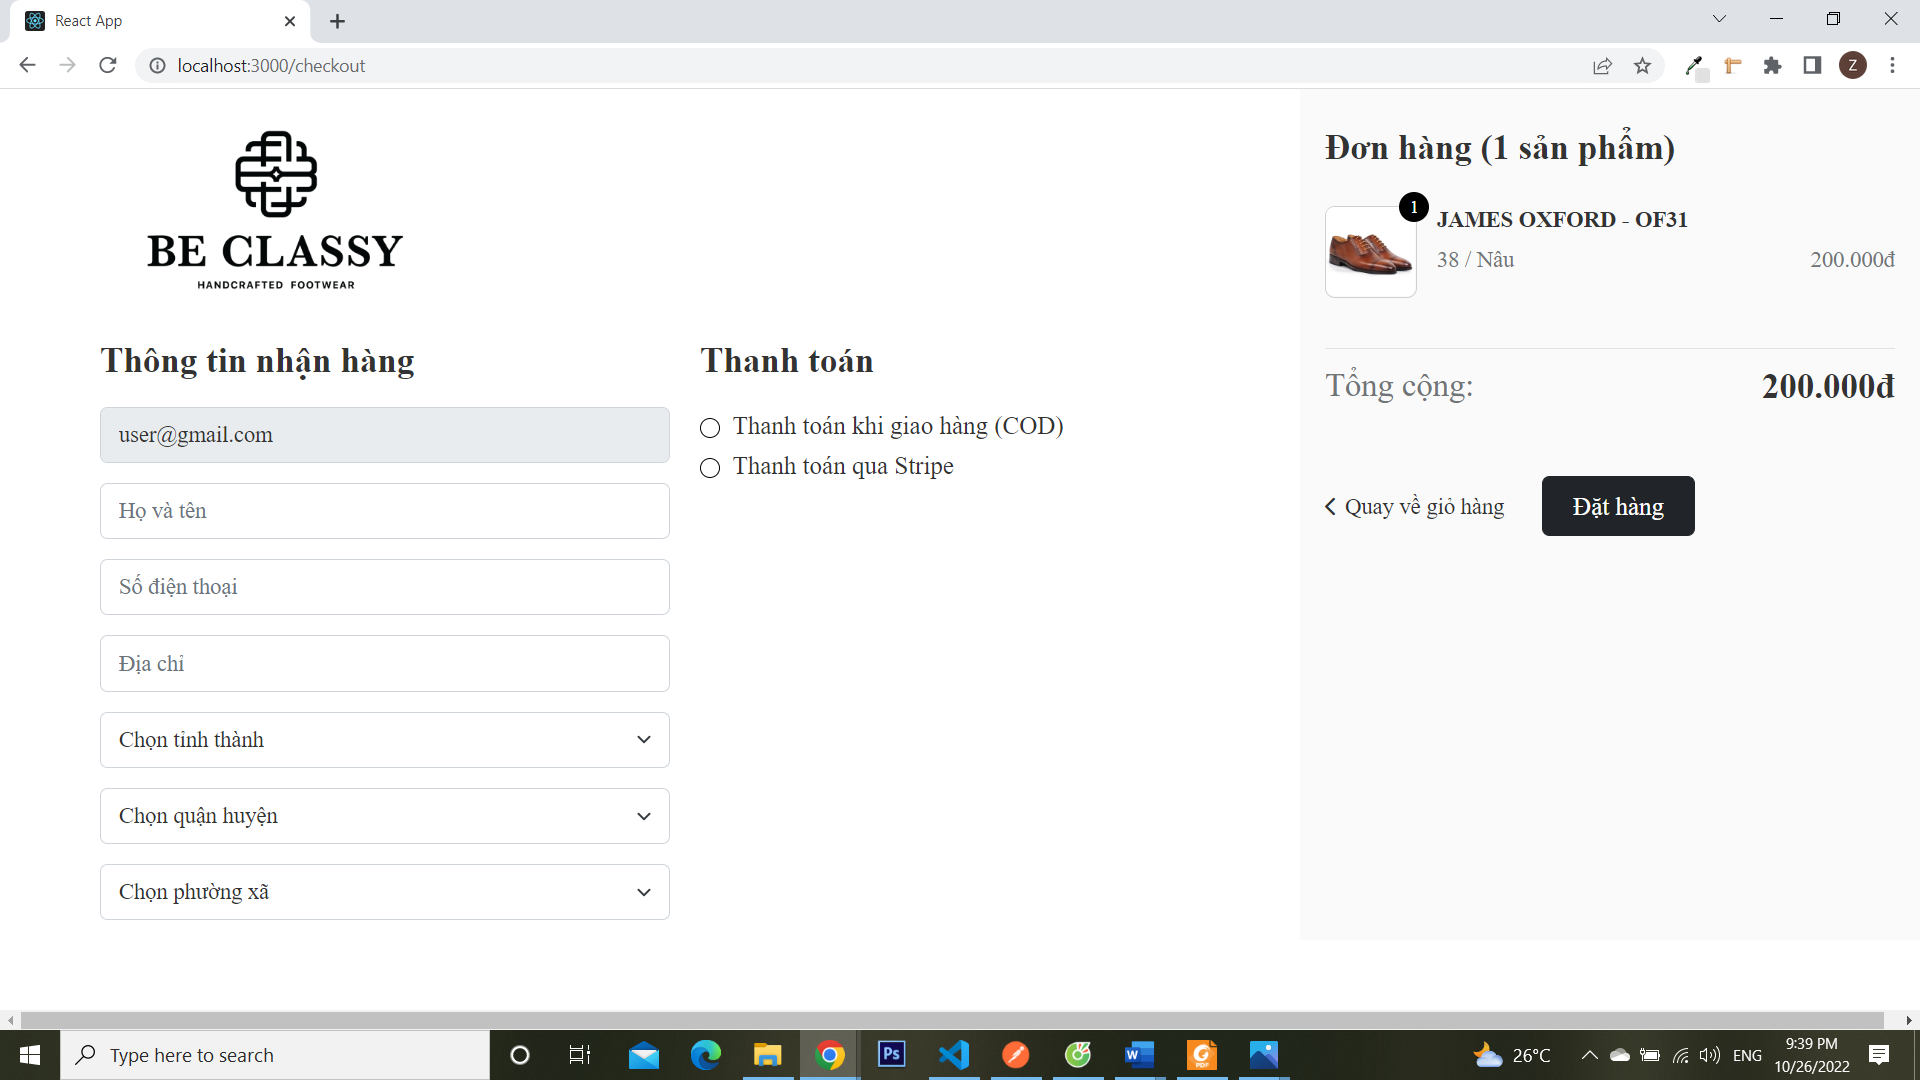 React App
localhost:3000/checkout
Z
BE CLASSY
HANDCRAFTED FOOTWEAR
Thông tin nhận hàng
user@gmail.com
Họ và tên
Số điện thoại
Địa chỉ
Chọn tỉnh thành
Chọn quận huyện
Chọn phường xã
Thanh toán
Thanh toán khi giao hàng (COD)
Thanh toán qua Stripe
Đơn hàng (1 sản phẩm)
1
JAMES OXFORD - OF31
38 / Nâu 200.000đ
Tổng cộng: 200.000đ
Quay về giỏ hàng
Đặt hàng
Type here to search
Ps
W
PDF
26°C
ENG
9:39 PM
10/26/2022